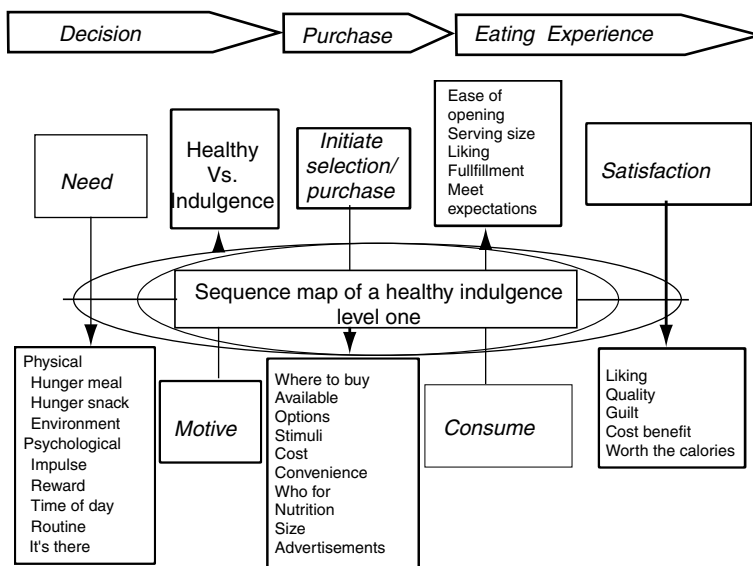 Decision
Purchase
Eating Experience
Need
Healthy
Vs.
Indulgence
Initiate
selection/
purchase
Ease of
opening
Serving size
Liking
Fullfillment
Meet
expectations
Satisfaction
Sequence map of a healthy indulgence
level one
Physical
Hunger meal
Hunger snack
Environment
Psychological
Impulse
Reward
Time of day
Routine
It's there
Motive
Where to buy
Available
Options
Stimuli
Cost
Convenience
Who for
Nutrition
Size
Advertisements
Consume
Liking
Quality
Guilt
Cost benefit
Worth the calories